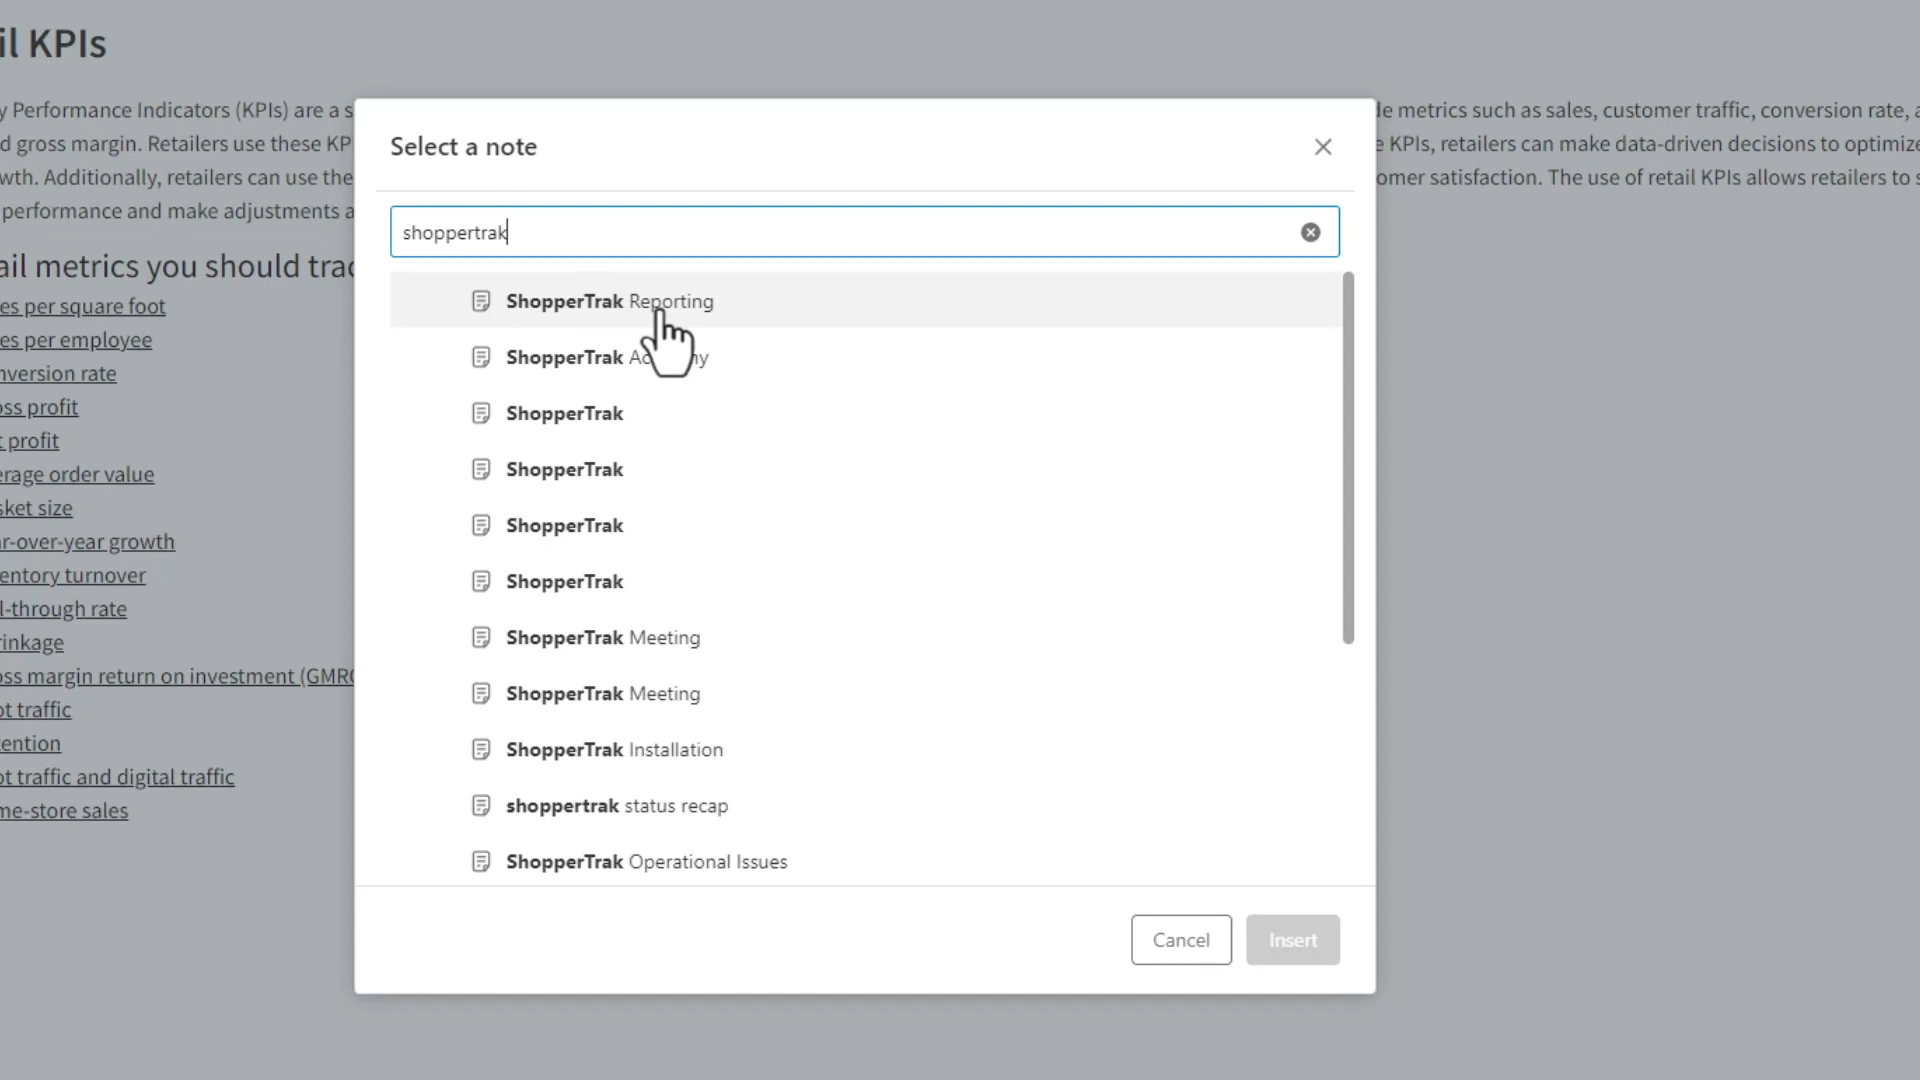 il KPIs
y Performance Indicators (KPIs) are a s
d gross margin. Retailers use these KP
wth. Additionally, retailers can use the
performance and make adjustments a
ail metrics you should trac
es per square foot
es per employee
nversion rate
oss profit
t profit
erage order value
sket size
ar-over-year growth
entory turnover
l-through rate
rinkage
oss margin return on investment (GMRO
ot traffic
tention
ot traffic and digital traffic
me-store sales
Select a note
shoppertrak
ShopperTrak Reporting
ShopperTrak
ShopperTrak
ShopperTrak
ShopperTrak
ShopperTrak
ShopperTrak Meeting
ShopperTrak Meeting
ShopperTrak Installation
shoppertrak status recap
ShopperTrak Operational Issues
Cancel
Insert
de metrics such as sales, customer traffic, conversion rate, a
e KPIs, retailers can make data-driven decisions to optimize
omer satisfaction. The use of retail KPIs allows retailers to s